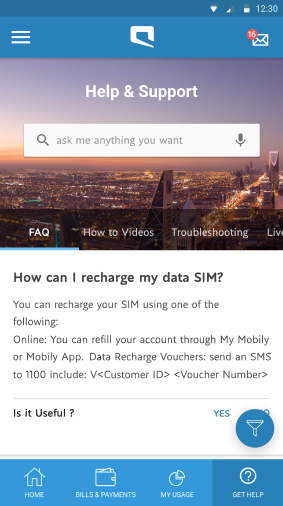 12:30
16
Help & Support
ask me anything you want
FAQ How to Videos Troubleshooting Liv
How can I recharge my data SIM?
You can recharge your SIM using one of the
following:
Online: You can refill your account through My Mobily
or Mobily App. Data Recharge Vouchers: send an SMS
to 1100 include: V<Customer ID> <Voucher Number>
Is it Useful ? YES
HOME BILLS & PAYMENTS MY USAGE GET HELP